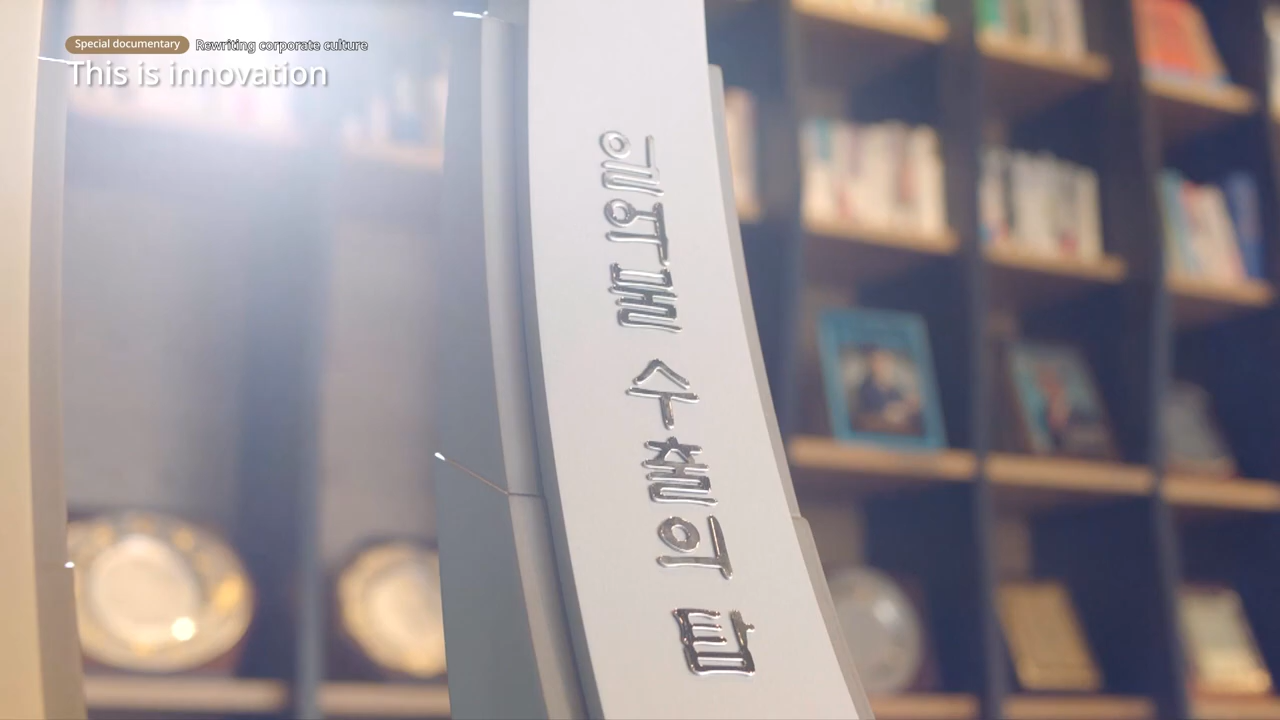 Special documentary Rewriting corporate culture
This is innovation
일억불 수출의 탑